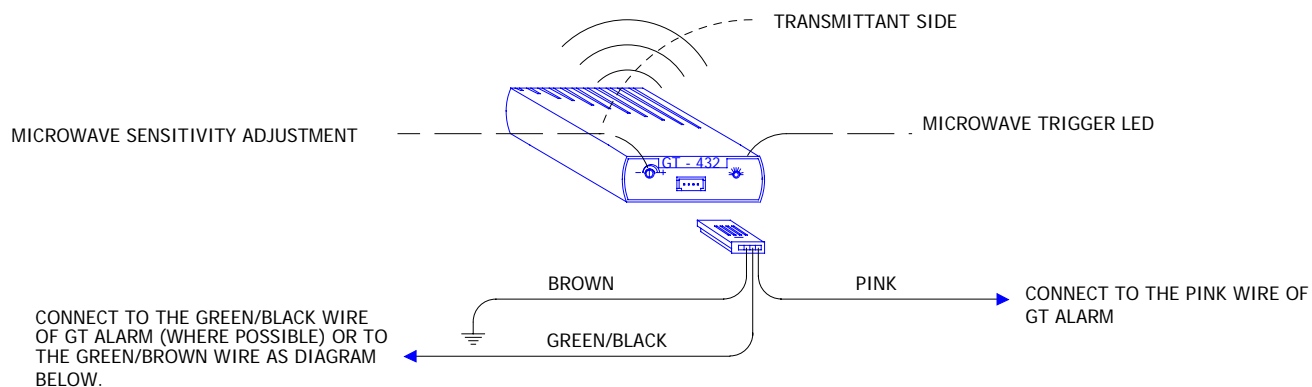 TRANSMITTANT SIDE
MICROWAVE SENSITIVITY ADJUSTMENT
MICROWAVE TRIGGER LED
GT - 432
- +
BROWN
PINK
CONNECT TO THE PINK WIRE OF
GT ALARM
CONNECT TO THE GREEN/BLACK WIRE
OF GT ALARM (WHERE POSSIBLE) OR TO
THE GREEN/BROWN WIRE AS DIAGRAM
BELOW.
GREEN/BLACK